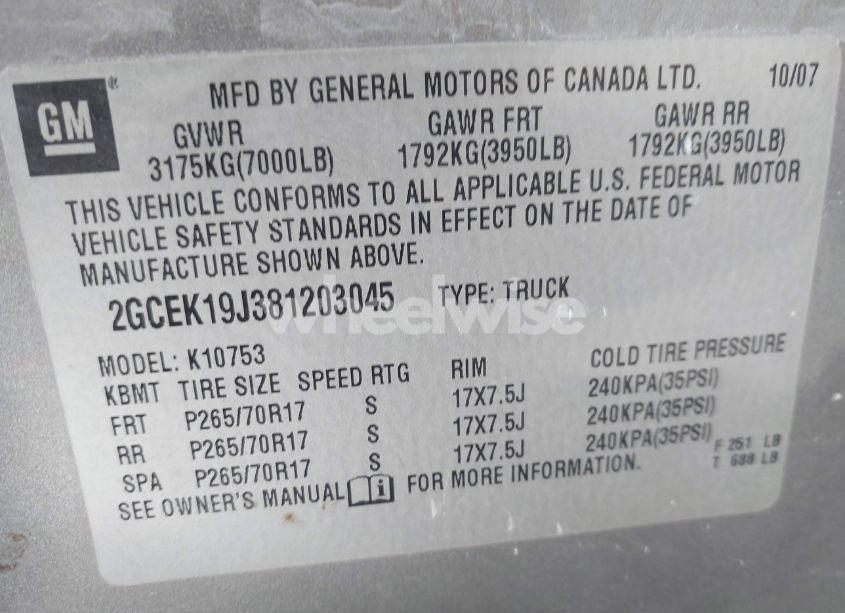 GM®
MFD BY GENERAL MOTORS OF CANADA LTD. 10/07
GVWR GAWR FRT GAWR RR
3175KG(7000LB) 1792KG(3950LB) 1792KG(3950LB)
THIS VEHICLE CONFORMS TO ALL APPLICABLE U.S. FEDERAL MOTOR
VEHICLE SAFETY STANDARDS IN EFFECT ON THE DATE OF
MANUFACTURE SHOWN ABOVE.
2GCEK19J381203045 TYPE: TRUCK
wheelwise
MODEL: K10753
KBMT TIRE SIZE SPEED RTG RIM COLD TIRE PRESSURE
FRT P265/70R17 S 17X7.5J 240KPA(35PSI)
RR P265/70R17 S 17X7.5J 240KPA(35PSI)
SPA P265/70R17 S 17X7.5J 240KPA(35PSI)
F 251 LB
T 688 LB
SEE OWNER'S MANUAL i FOR MORE INFORMATION.